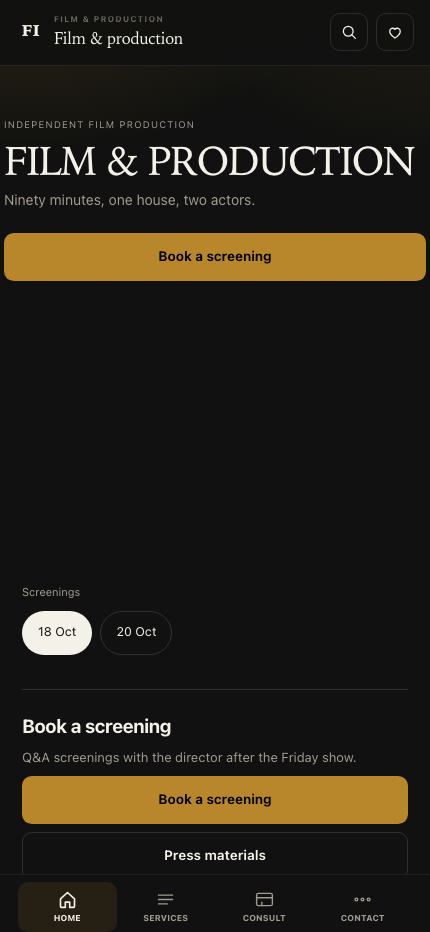 FI
FILM & PRODUCTION
Film & production
INDEPENDENT FILM PRODUCTION
FILM & PRODUCTION
Ninety minutes, one house, two actors.
Book a screening
Screenings
18 Oct
20 Oct
Book a screening
Q&A screenings with the director after the Friday show.
Book a screening
Press materials
HOME
SERVICES
CONSULT
CONTACT